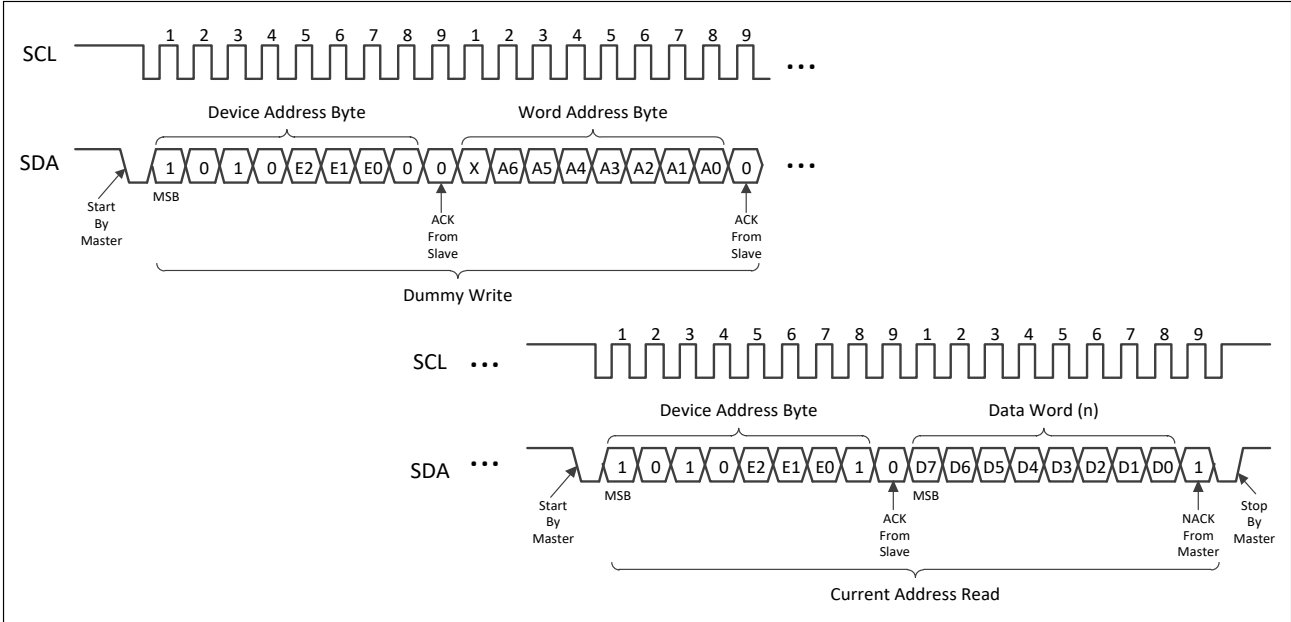 1 2 3 4 5 6 7 8 9 1 2 3 4 5 6 7 8 9
SCL ...
Device Address Byte Word Address Byte
SDA 1 0 1 0 E2 E1 E0 0 0 X A6 A5 A4 A3 A2 A1 A0 0 ...
MSB
Start
By
Master
ACK
From
Slave
ACK
From
Slave
Dummy Write
1 2 3 4 5 6 7 8 9 1 2 3 4 5 6 7 8 9
SCL ...
Device Address Byte Data Word (n)
SDA ... 1 0 1 0 E2 E1 E0 1 0 D7 D6 D5 D4 D3 D2 D1 D0 1
MSB MSB
Start
By
Master
ACK
From
Slave
NACK
From
Master
Stop
By
Master
Current Address Read